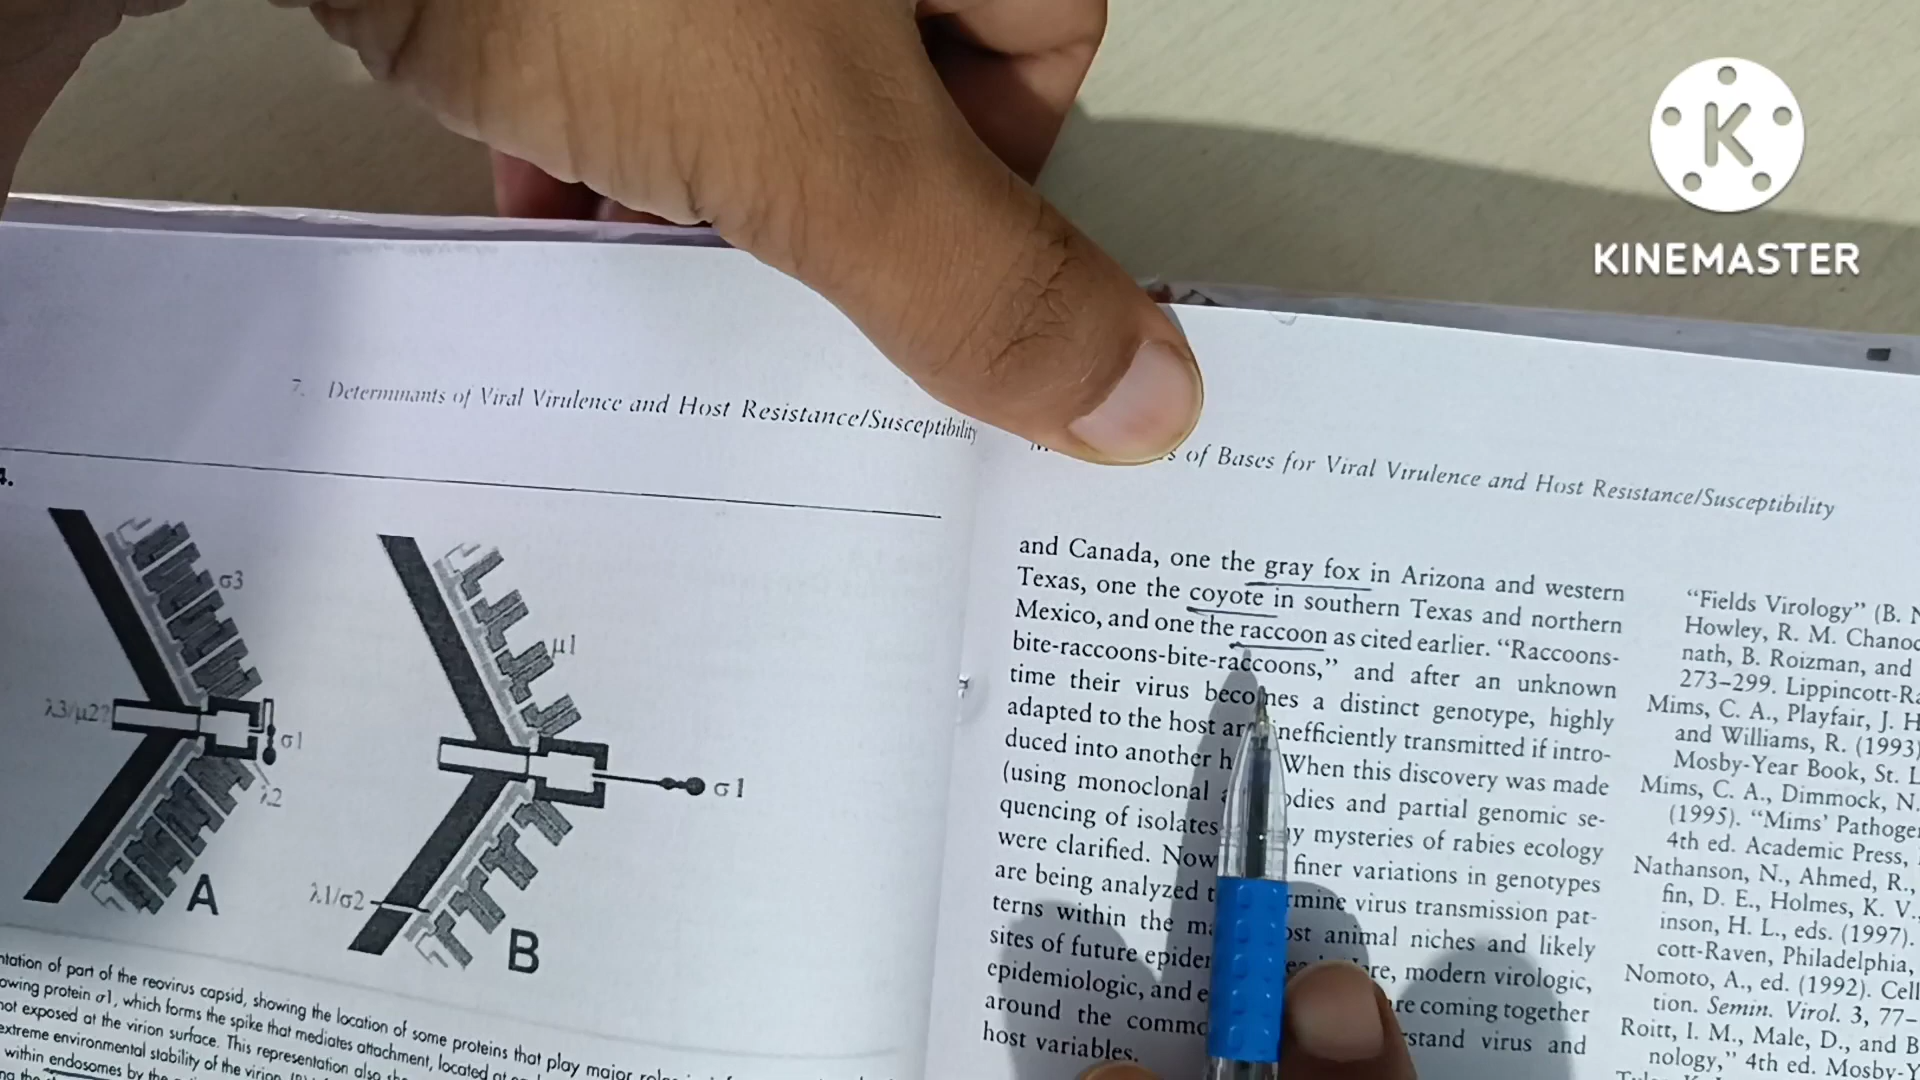 KINEMASTER
7. Determinants of Viral Virulence and Host Resistance/Susceptibility
4.
σ3
μ1
λ3/μ2?
σ1
λ2
σ1
λ1/σ2
A
B
ntation of part of the reovirus capsid, showing the location of some proteins that play major
owing protein σ1, which forms the spike that mediates attachment, located at
not exposed at the virion surface. This representation also
extreme environmental stability of the virion
within endosomes by the
of Bases for Viral Virulence and Host Resistance/Susceptibility
and Canada, one the gray fox in Arizona and western
Texas, one the coyote in southern Texas and northern
Mexico, and one the raccoon as cited earlier. “Raccoons-
bite-raccoons-bite-raccoons,” and after an unknown
time their virus becomes a distinct genotype, highly
adapted to the host inefficiently transmitted if intro-
duced into another When this discovery was made
(using monoclonal and partial genomic se-
quencing of isolates mysteries of rabies ecology
were clarified. Now finer variations in genotypes
are being analyzed virus transmission pat-
terns within the animal niches and likely
sites of future modern virologic,
epidemiologic, and are coming together
around the virus and
host variables.
“Fields Virology” (B. N
Howley, R. M. Chanoc
nath, B. Roizman, and
273–299. Lippincott-Ra
Mims, C. A., Playfair, J. H
and Williams, R. (1993)
Mosby-Year Book, St. L
Mims, C. A., Dimmock, N.
(1995). “Mims’ Pathoge
4th ed. Academic Press,
Nathanson, N., Ahmed, R.,
fin, D. E., Holmes, K. V.,
inson, H. L., eds. (1997).
cott-Raven, Philadelphia,
Nomoto, A., ed. (1992). Cell
tion. Semin. Virol. 3, 77–
Roitt, I. M., Male, D., and B
nology,” 4th ed. Mosby-Y